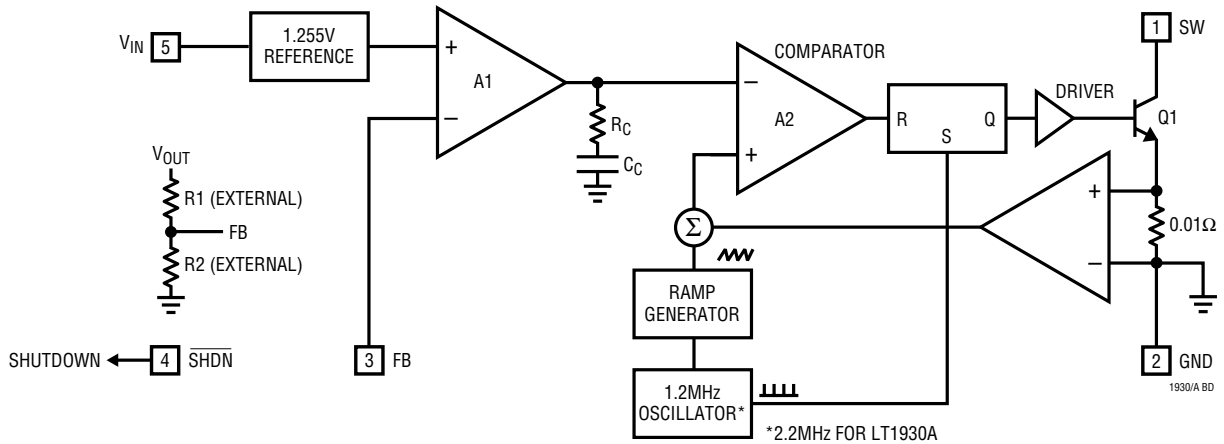 VIN
5
1.255V
REFERENCE
+
−
A1
RC
CC
COMPARATOR
−
+
A2
R
S
Q
DRIVER
1
SW
Q1
VOUT
R1 (EXTERNAL)
FB
R2 (EXTERNAL)
Σ
+
−
0.01Ω
RAMP
GENERATOR
SHUTDOWN
4
SHDN
3
FB
1.2MHz
OSCILLATOR*
*2.2MHz FOR LT1930A
2
GND
1930/A BD